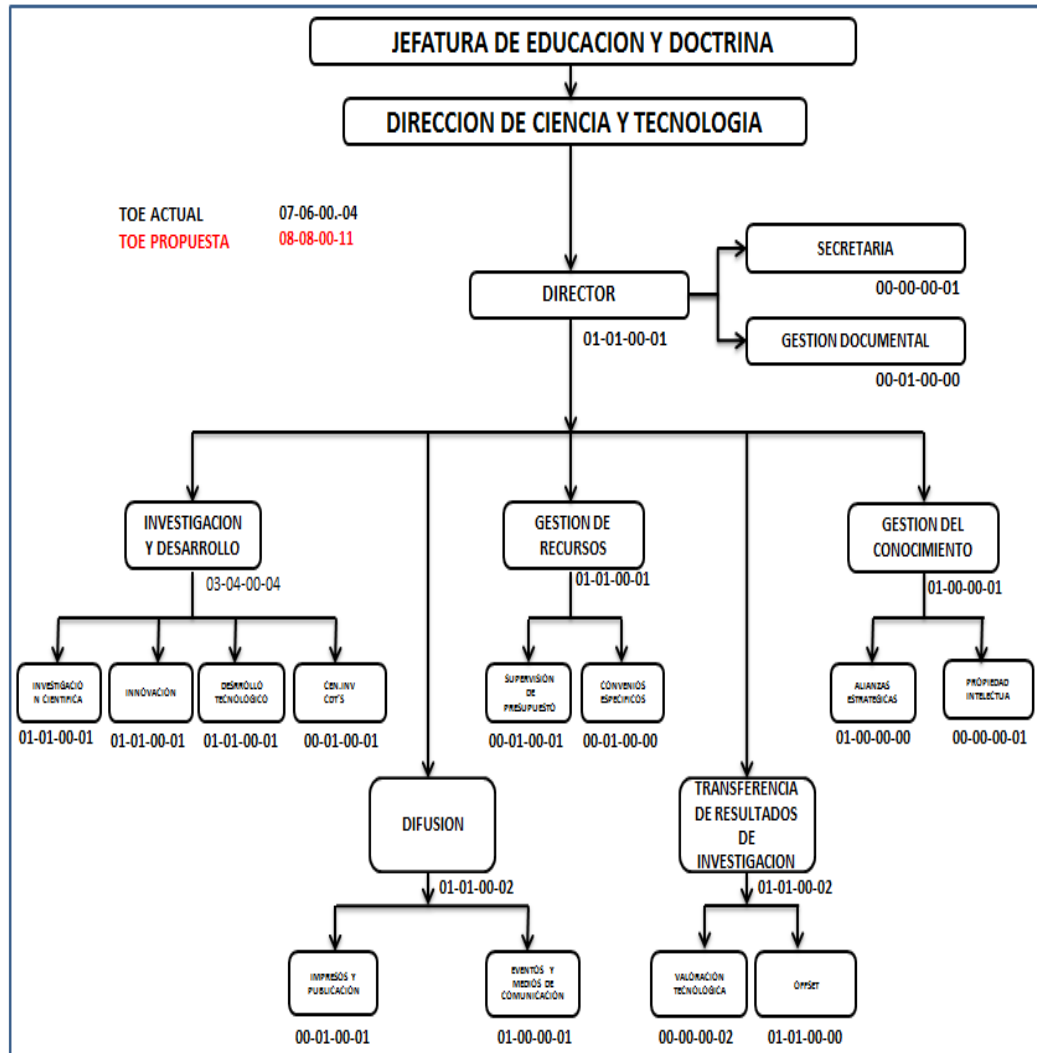 JEFATURA DE EDUCACION Y DOCTRINA
DIRECCION DE CIENCIA Y TECNOLOGIA
TOE ACTUAL 07-06-00.-04
TOE PROPUESTA 08-08-00-11
SECRETARIA
00-00-00-01
DIRECTOR
01-01-00-01
GESTION DOCUMENTAL
00-01-00-00
INVESTIGACION
Y DESARROLLO
03-04-00-04
GESTION DE
RECURSOS
01-01-00-01
GESTION DEL
CONOCIMIENTO
01-00-00-01
INVESTIGACIÓ
N CIENTIFICA
01-01-00-01
INNOVACIÓN
01-01-00-01
DESRROLLO
TECNOLÓGICO
01-01-00-01
CEN.INV
CDT'S
00-01-00-01
SUPERVISIÓN
DE
PRESUPUESTO
00-01-00-01
CONVENIOS
ESPECIFICOS
00-01-00-00
ALIANZAS
ESTRATEGICAS
01-00-00-00
PROPIEDAD
INTELECTUA
00-00-00-01
DIFUSION
01-01-00-02
TRANSFERENCIA
DE RESULTADOS
DE
INVESTIGACION
01-01-00-02
IMPRESOS Y
PUBLICACIÓN
00-01-00-01
EVENTOS Y
MEDIOS DE
COMUNICACIÓN
01-00-00-01
VALORACIÓN
TECNOLÓGICA
00-00-00-02
OFFSET
01-01-00-00